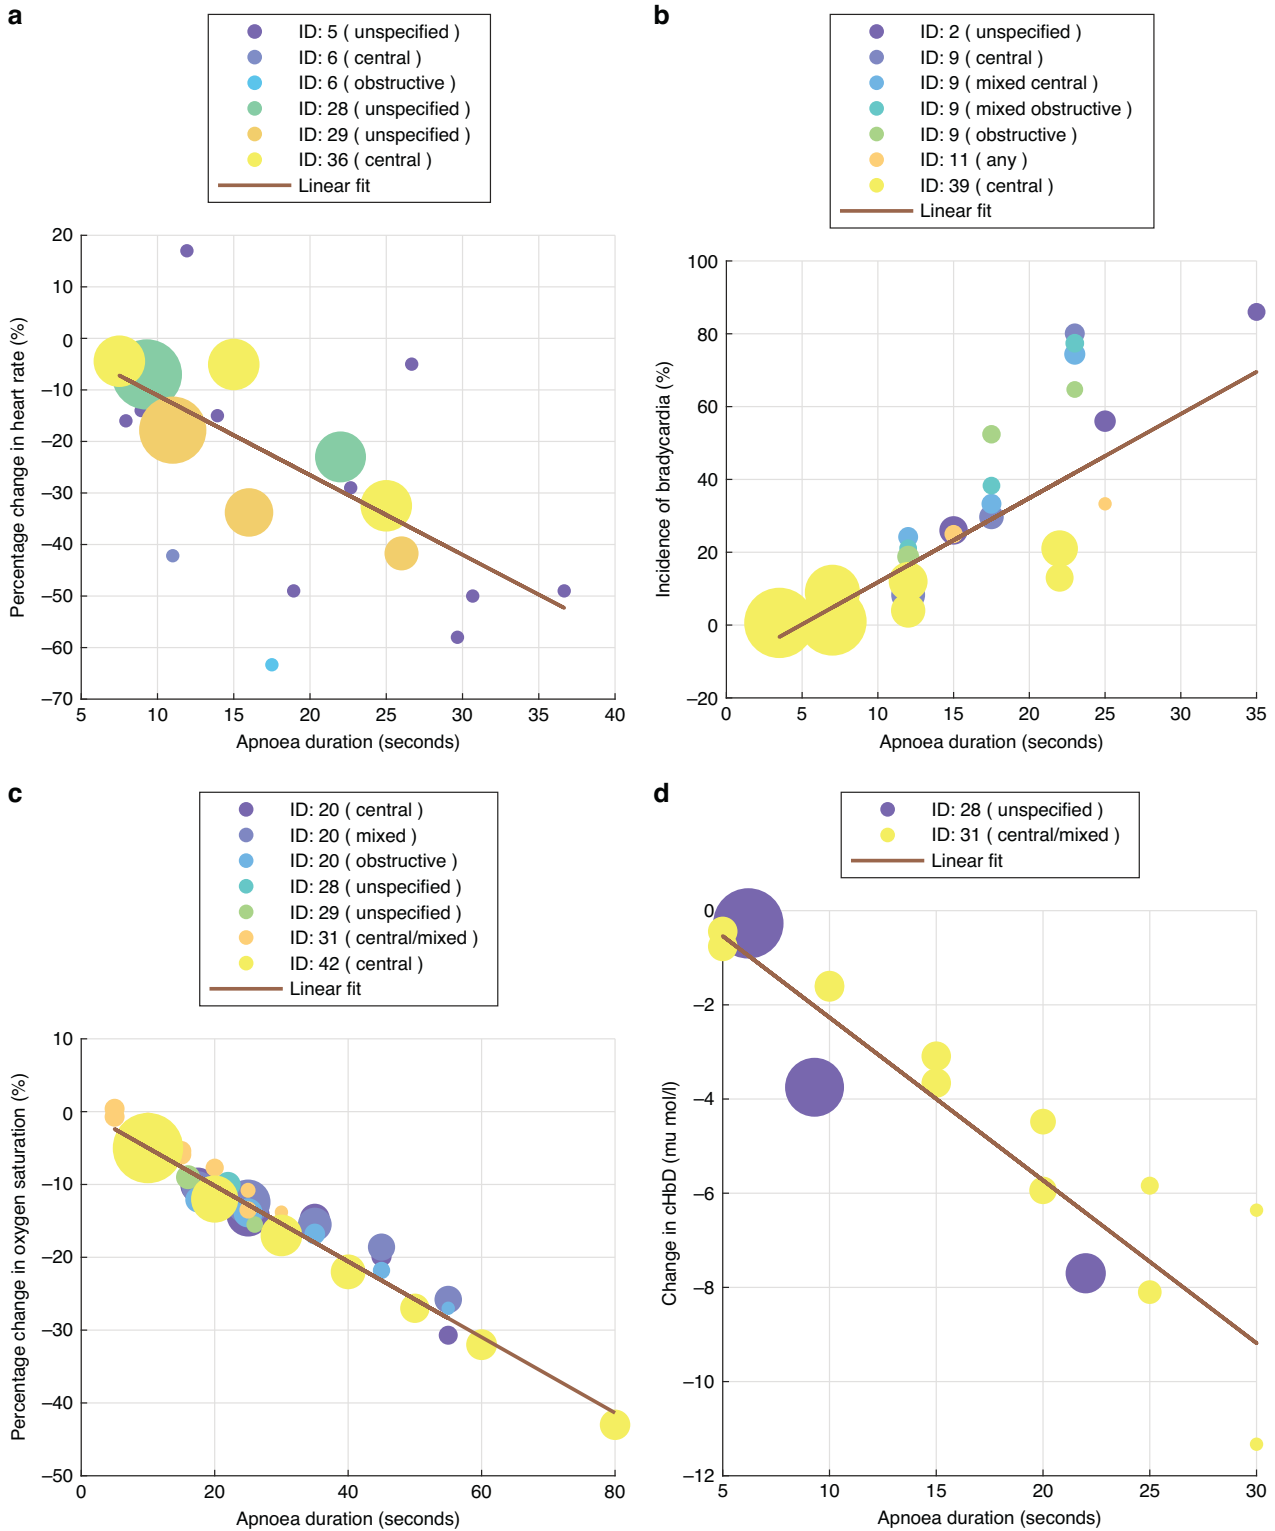 a
ID: 5 ( unspecified )
ID: 6 ( central )
ID: 6 ( obstructive )
ID: 28 ( unspecified )
ID: 29 ( unspecified )
ID: 36 ( central )
Linear fit
Percentage change in heart rate (%)
20
10
0
–10
–20
–30
–40
–50
–60
–70
5 10 15 20 25 30 35 40
Apnoea duration (seconds)
b
ID: 2 ( unspecified )
ID: 9 ( central )
ID: 9 ( mixed central )
ID: 9 ( mixed obstructive )
ID: 9 ( obstructive )
ID: 11 ( any )
ID: 39 ( central )
Linear fit
Incidence of bradycardia (%)
100
80
60
40
20
0
–20
0 5 10 15 20 25 30 35
Apnoea duration (seconds)
c
ID: 20 ( central )
ID: 20 ( mixed )
ID: 20 ( obstructive )
ID: 28 ( unspecified )
ID: 29 ( unspecified )
ID: 31 ( central/mixed )
ID: 42 ( central )
Linear fit
Percentage change in oxygen saturation (%)
10
0
–10
–20
–30
–40
–50
0 20 40 60 80
Apnoea duration (seconds)
d
ID: 28 ( unspecified )
ID: 31 ( central/mixed )
Linear fit
Change in cHbD (mu mol/l)
0
–2
–4
–6
–8
–10
–12
5 10 15 20 25 30
Apnoea duration (seconds)